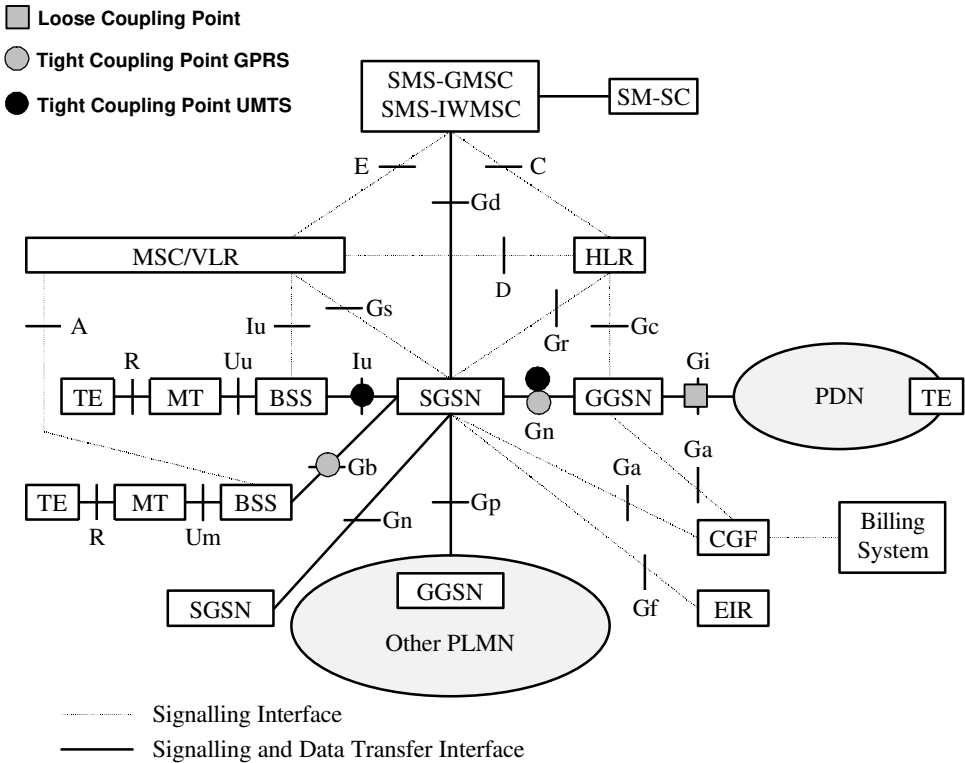 Loose Coupling Point
Tight Coupling Point GPRS
Tight Coupling Point UMTS
SMS-GMSC
SMS-IWMSC
SM-SC
E
C
Gd
MSC/VLR
HLR
D
A
Iu
Gs
Gr
Gc
R
Uu
Iu
Gi
TE
MT
BSS
SGSN
GGSN
PDN
TE
Gn
Gb
Ga
Ga
TE
MT
BSS
R
Um
Gn
Gp
CGF
Billing
System
SGSN
GGSN
Gf
EIR
Other PLMN
Signalling Interface
Signalling and Data Transfer Interface